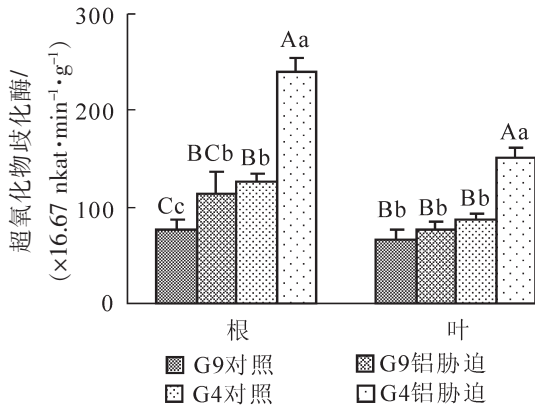 超氧化物歧化酶/
(×16.67 nkat·min⁻¹·g⁻¹)
300
200
100
0
Cc
BCb
Bb
Aa
Bb
Bb
Bb
Aa
根
叶
G9对照
G9铝胁迫
G4对照
G4铝胁迫